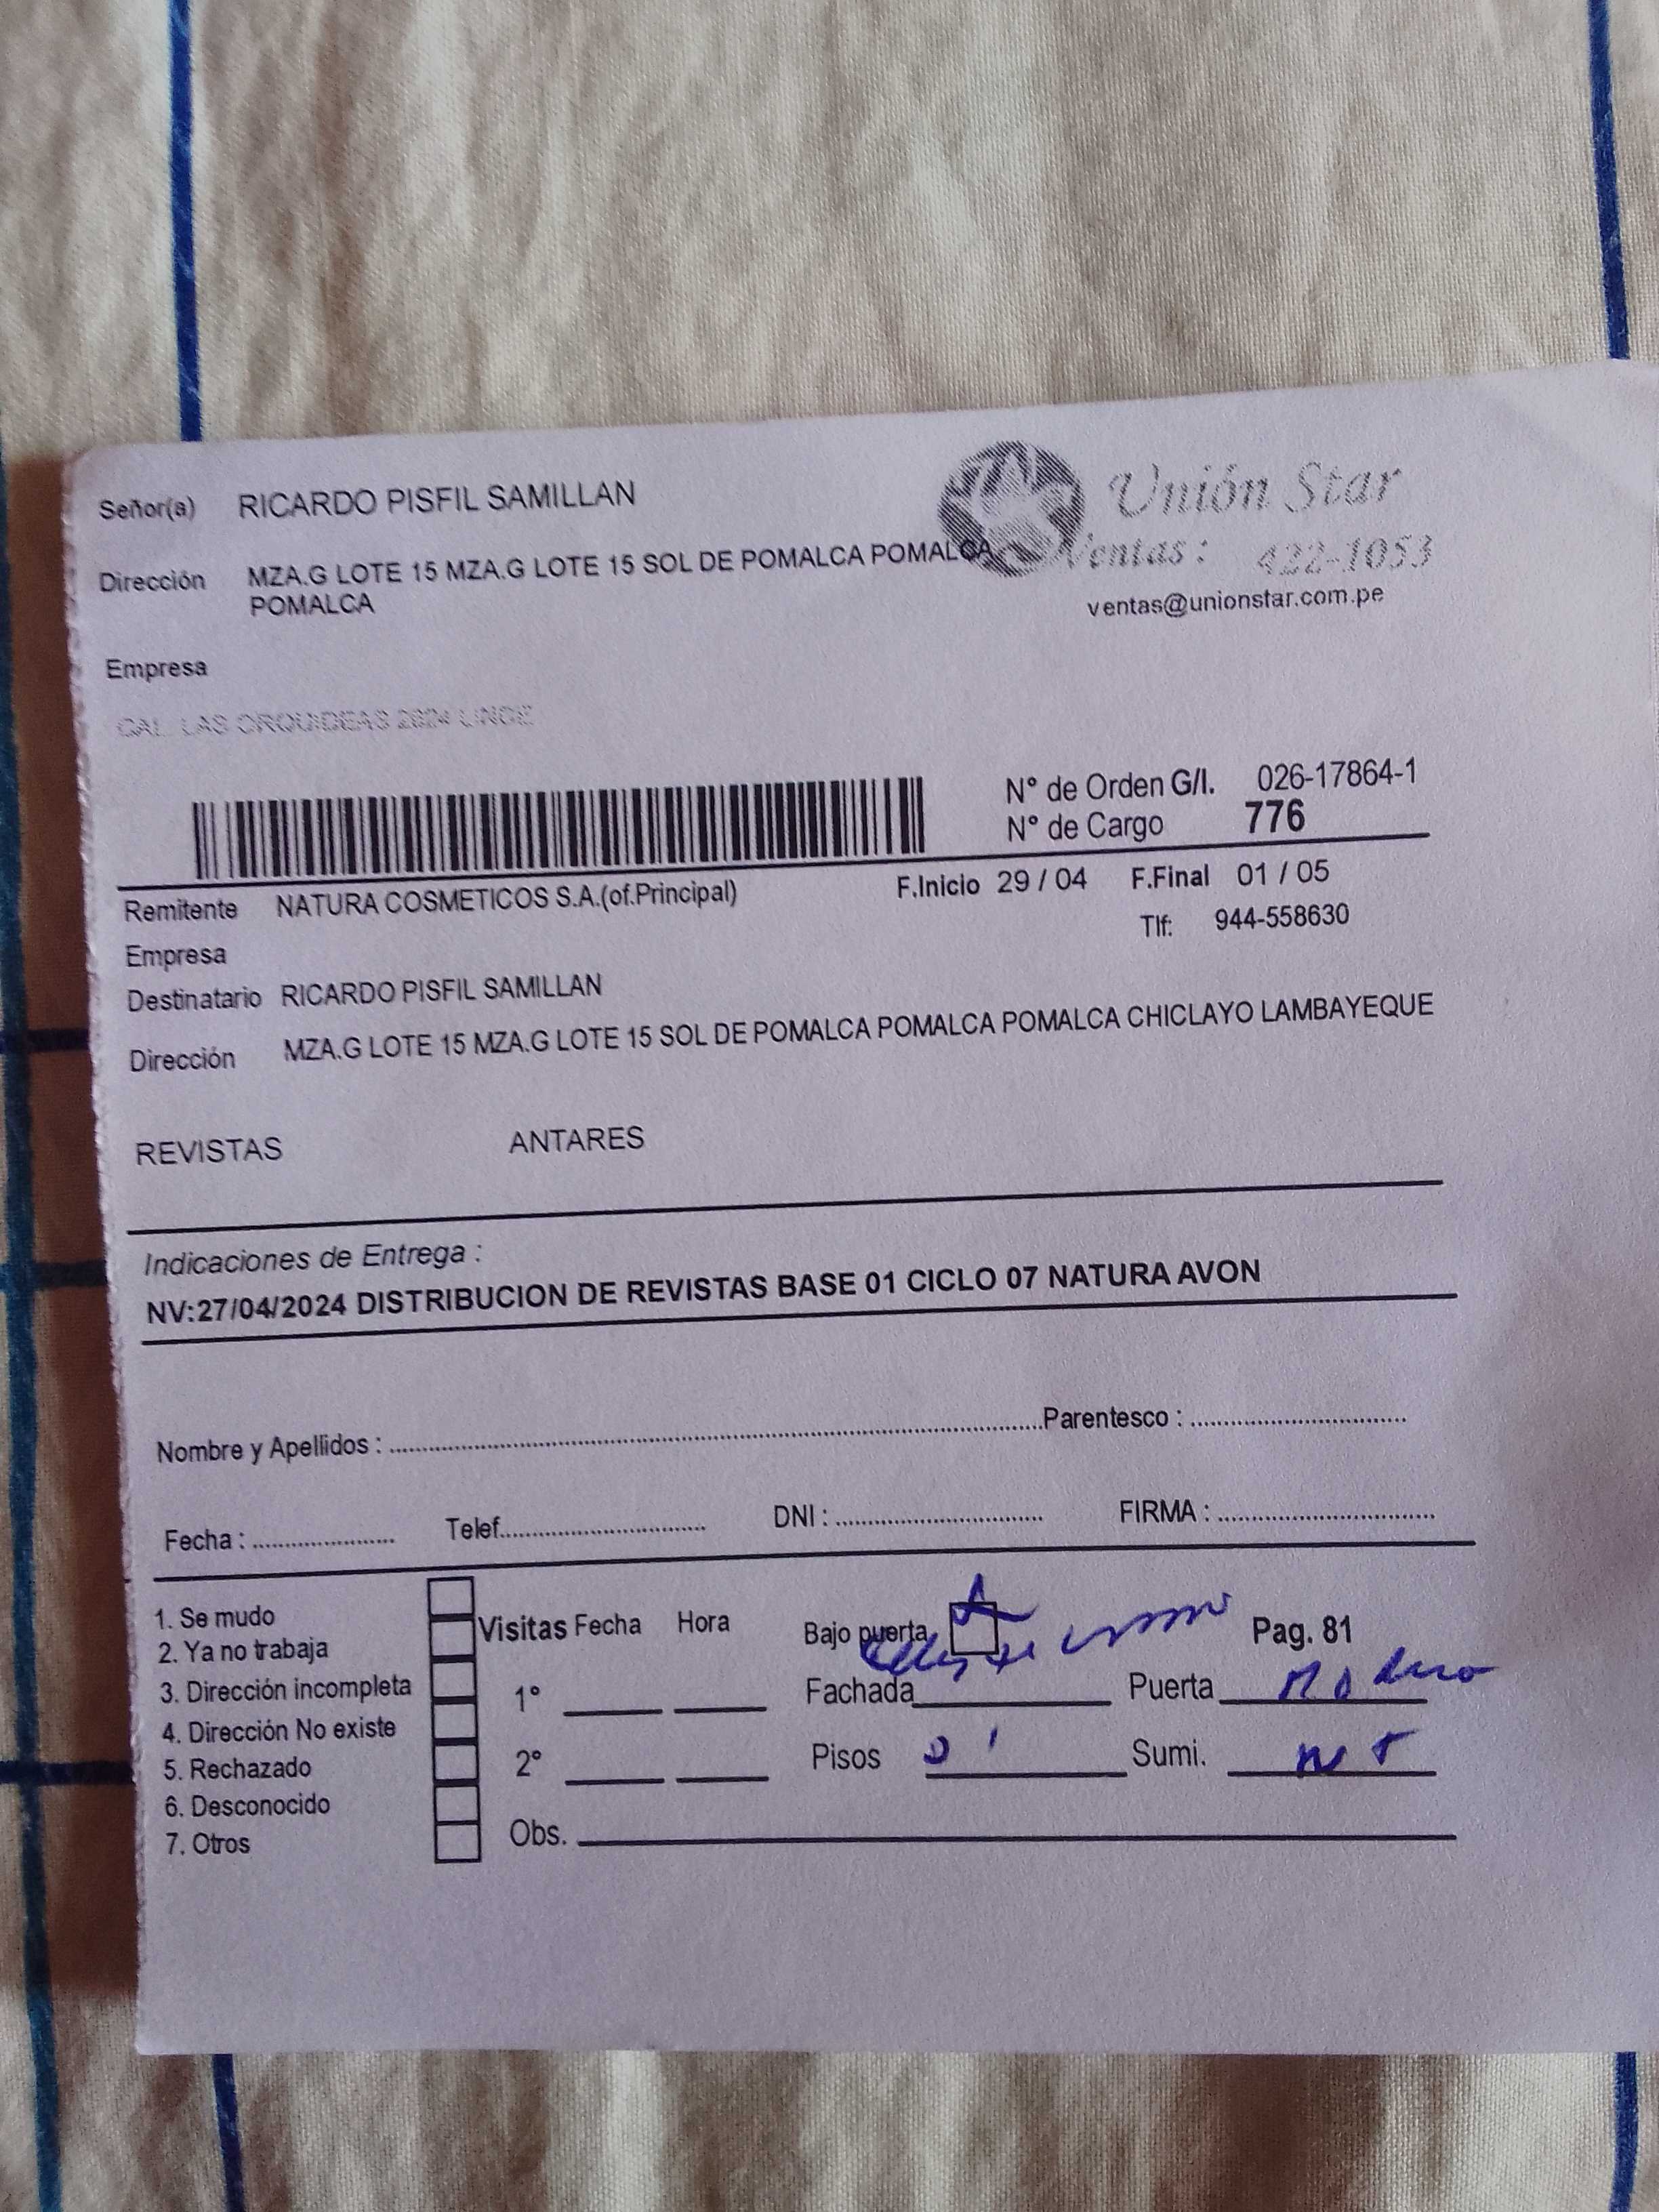 Señor(a) RICARDO PISFIL SAMILLAN
Unión Star
Dirección MZA.G LOTE 15 MZA.G LOTE 15 SOL DE POMALCA POMALCA
POMALCA
Ventas : 422-1053
ventas@unionstar.com.pe
Empresa
CAL. LAS ORQUIDEAS 2624 LINCE
N° de Orden G/I. 026-17864-1
N° de Cargo 776
Remitente NATURA COSMETICOS S.A.(of.Principal) F.Inicio 29 / 04 F.Final 01 / 05
Tlf: 944-558630
Empresa
Destinatario RICARDO PISFIL SAMILLAN
Dirección MZA.G LOTE 15 MZA.G LOTE 15 SOL DE POMALCA POMALCA POMALCA CHICLAYO LAMBAYEQUE
REVISTAS ANTARES
Indicaciones de Entrega :
NV:27/04/2024 DISTRIBUCION DE REVISTAS BASE 01 CICLO 07 NATURA AVON
Nombre y Apellidos : Parentesco :
Fecha : Telef. DNI : FIRMA :
1. Se mudo
2. Ya no trabaja
3. Dirección incompleta
4. Dirección No existe
5. Rechazado
6. Desconocido
7. Otros
Visitas Fecha Hora Bajo puerta Pag. 81
1° Fachada Puerta
2° Pisos Sumi.
Obs.